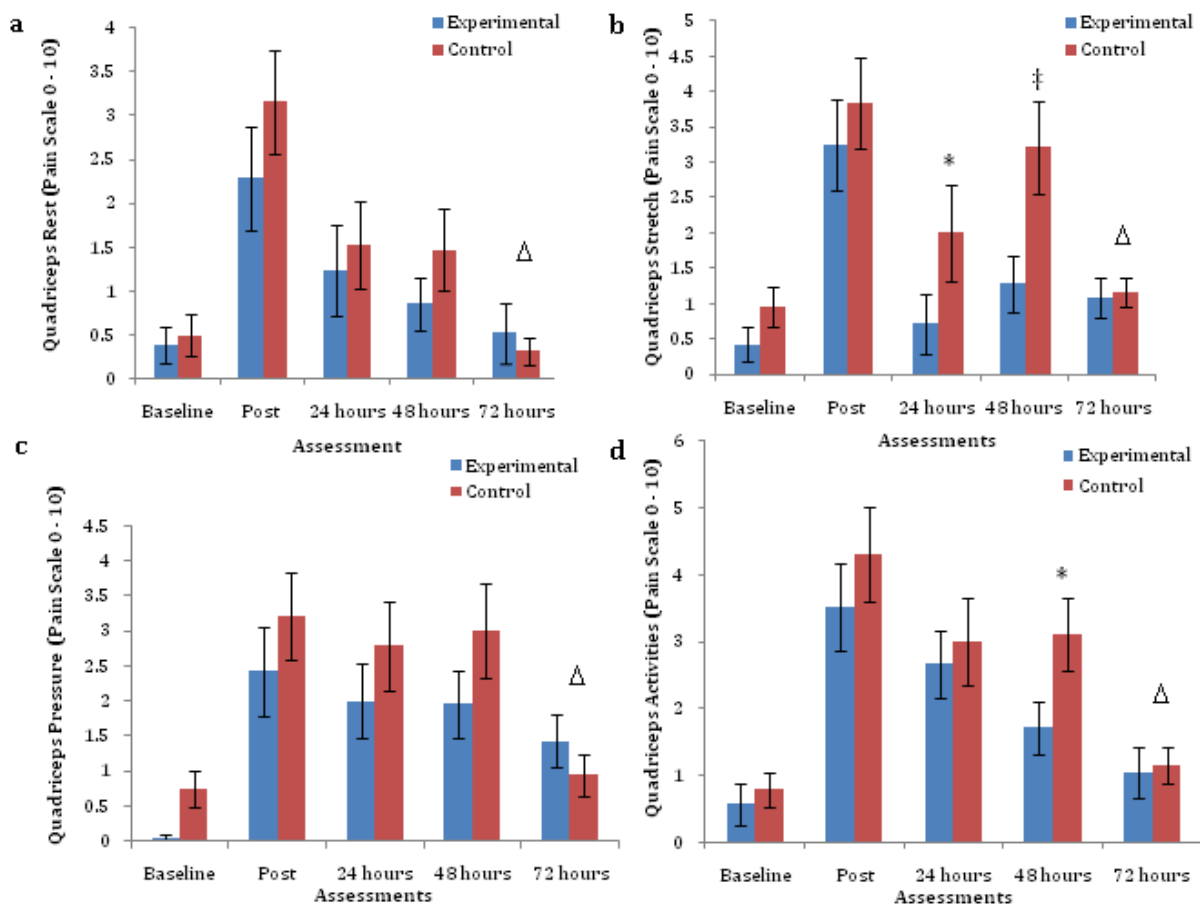 a
Quadriceps Rest (Pain Scale 0 - 10)
4
3.5
3
2.5
2
1.5
1
0.5
0
Experimental
Control
Δ
Baseline Post 24 hours 48 hours 72 hours
Assessment
b
Quadriceps Stretch (Pain Scale 0 - 10)
5
4.5
4
3.5
3
2.5
2
1.5
1
0.5
0
Experimental
Control
*
‡
Δ
Baseline Post 24 hours 48 hours 72 hours
Assessments
c
Quadriceps Pressure (Pain Scale 0 - 10)
4.5
4
3.5
3
2.5
2
1.5
1
0.5
0
Experimental
Control
Δ
Baseline Post 24 hours 48 hours 72 hours
Assessments
d
Quadriceps Activities (Pain Scale 0 - 10)
6
5
4
3
2
1
0
Experimental
Control
*
Δ
Baseline Post 24 hours 48 hours 72 hours
Assessments